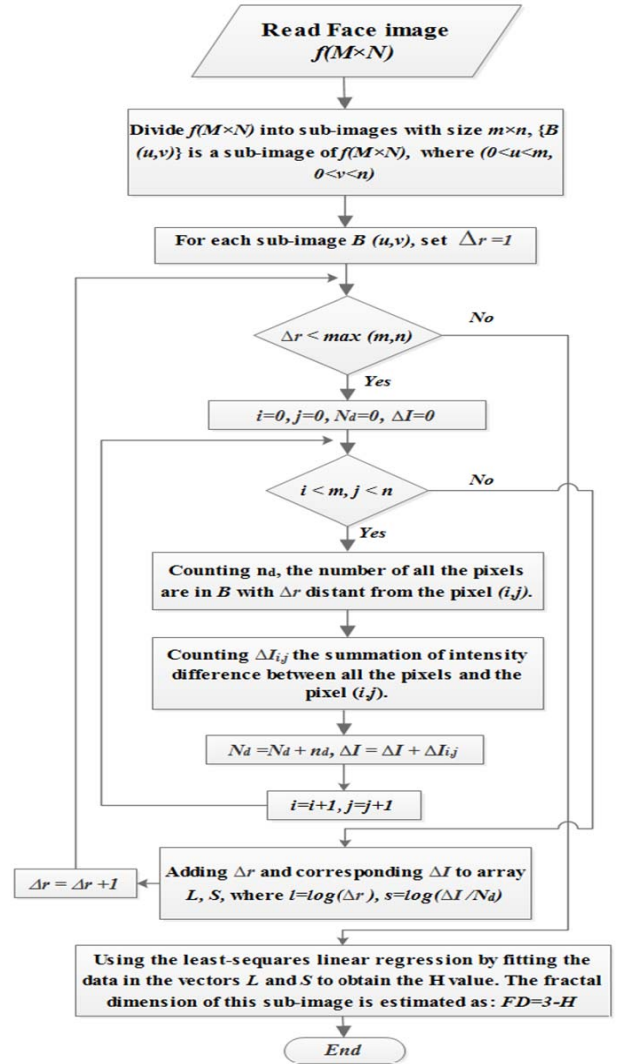 Read Face image
f(M×N)
Divide f(M×N) into sub-images with size m×n, {B
(u,v)} is a sub-image of f(M×N), where (0<u<m,
0<v<n)
For each sub-image B (u,v), set Δr =1
Δr < max (m,n)
No
Yes
i=0, j=0, Nd=0, ΔI=0
i < m, j < n
No
Yes
Counting nd, the number of all the pixels
are in B with Δr distant from the pixel (i,j).
Counting ΔIi,j the summation of intensity
difference between all the pixels and the
pixel (i,j).
Nd =Nd + nd, ΔI = ΔI + ΔIi,j
i=i+1, j=j+1
Adding Δr and corresponding ΔI to array
L, S, where l=log(Δr ), s=log(ΔI /Nd)
Δr = Δr +1
Using the least-sequares linear regression by fitting the
data in the vectors L and S to obtain the H value. The fractal
dimension of this sub-image is estimated as: FD=3-H
End